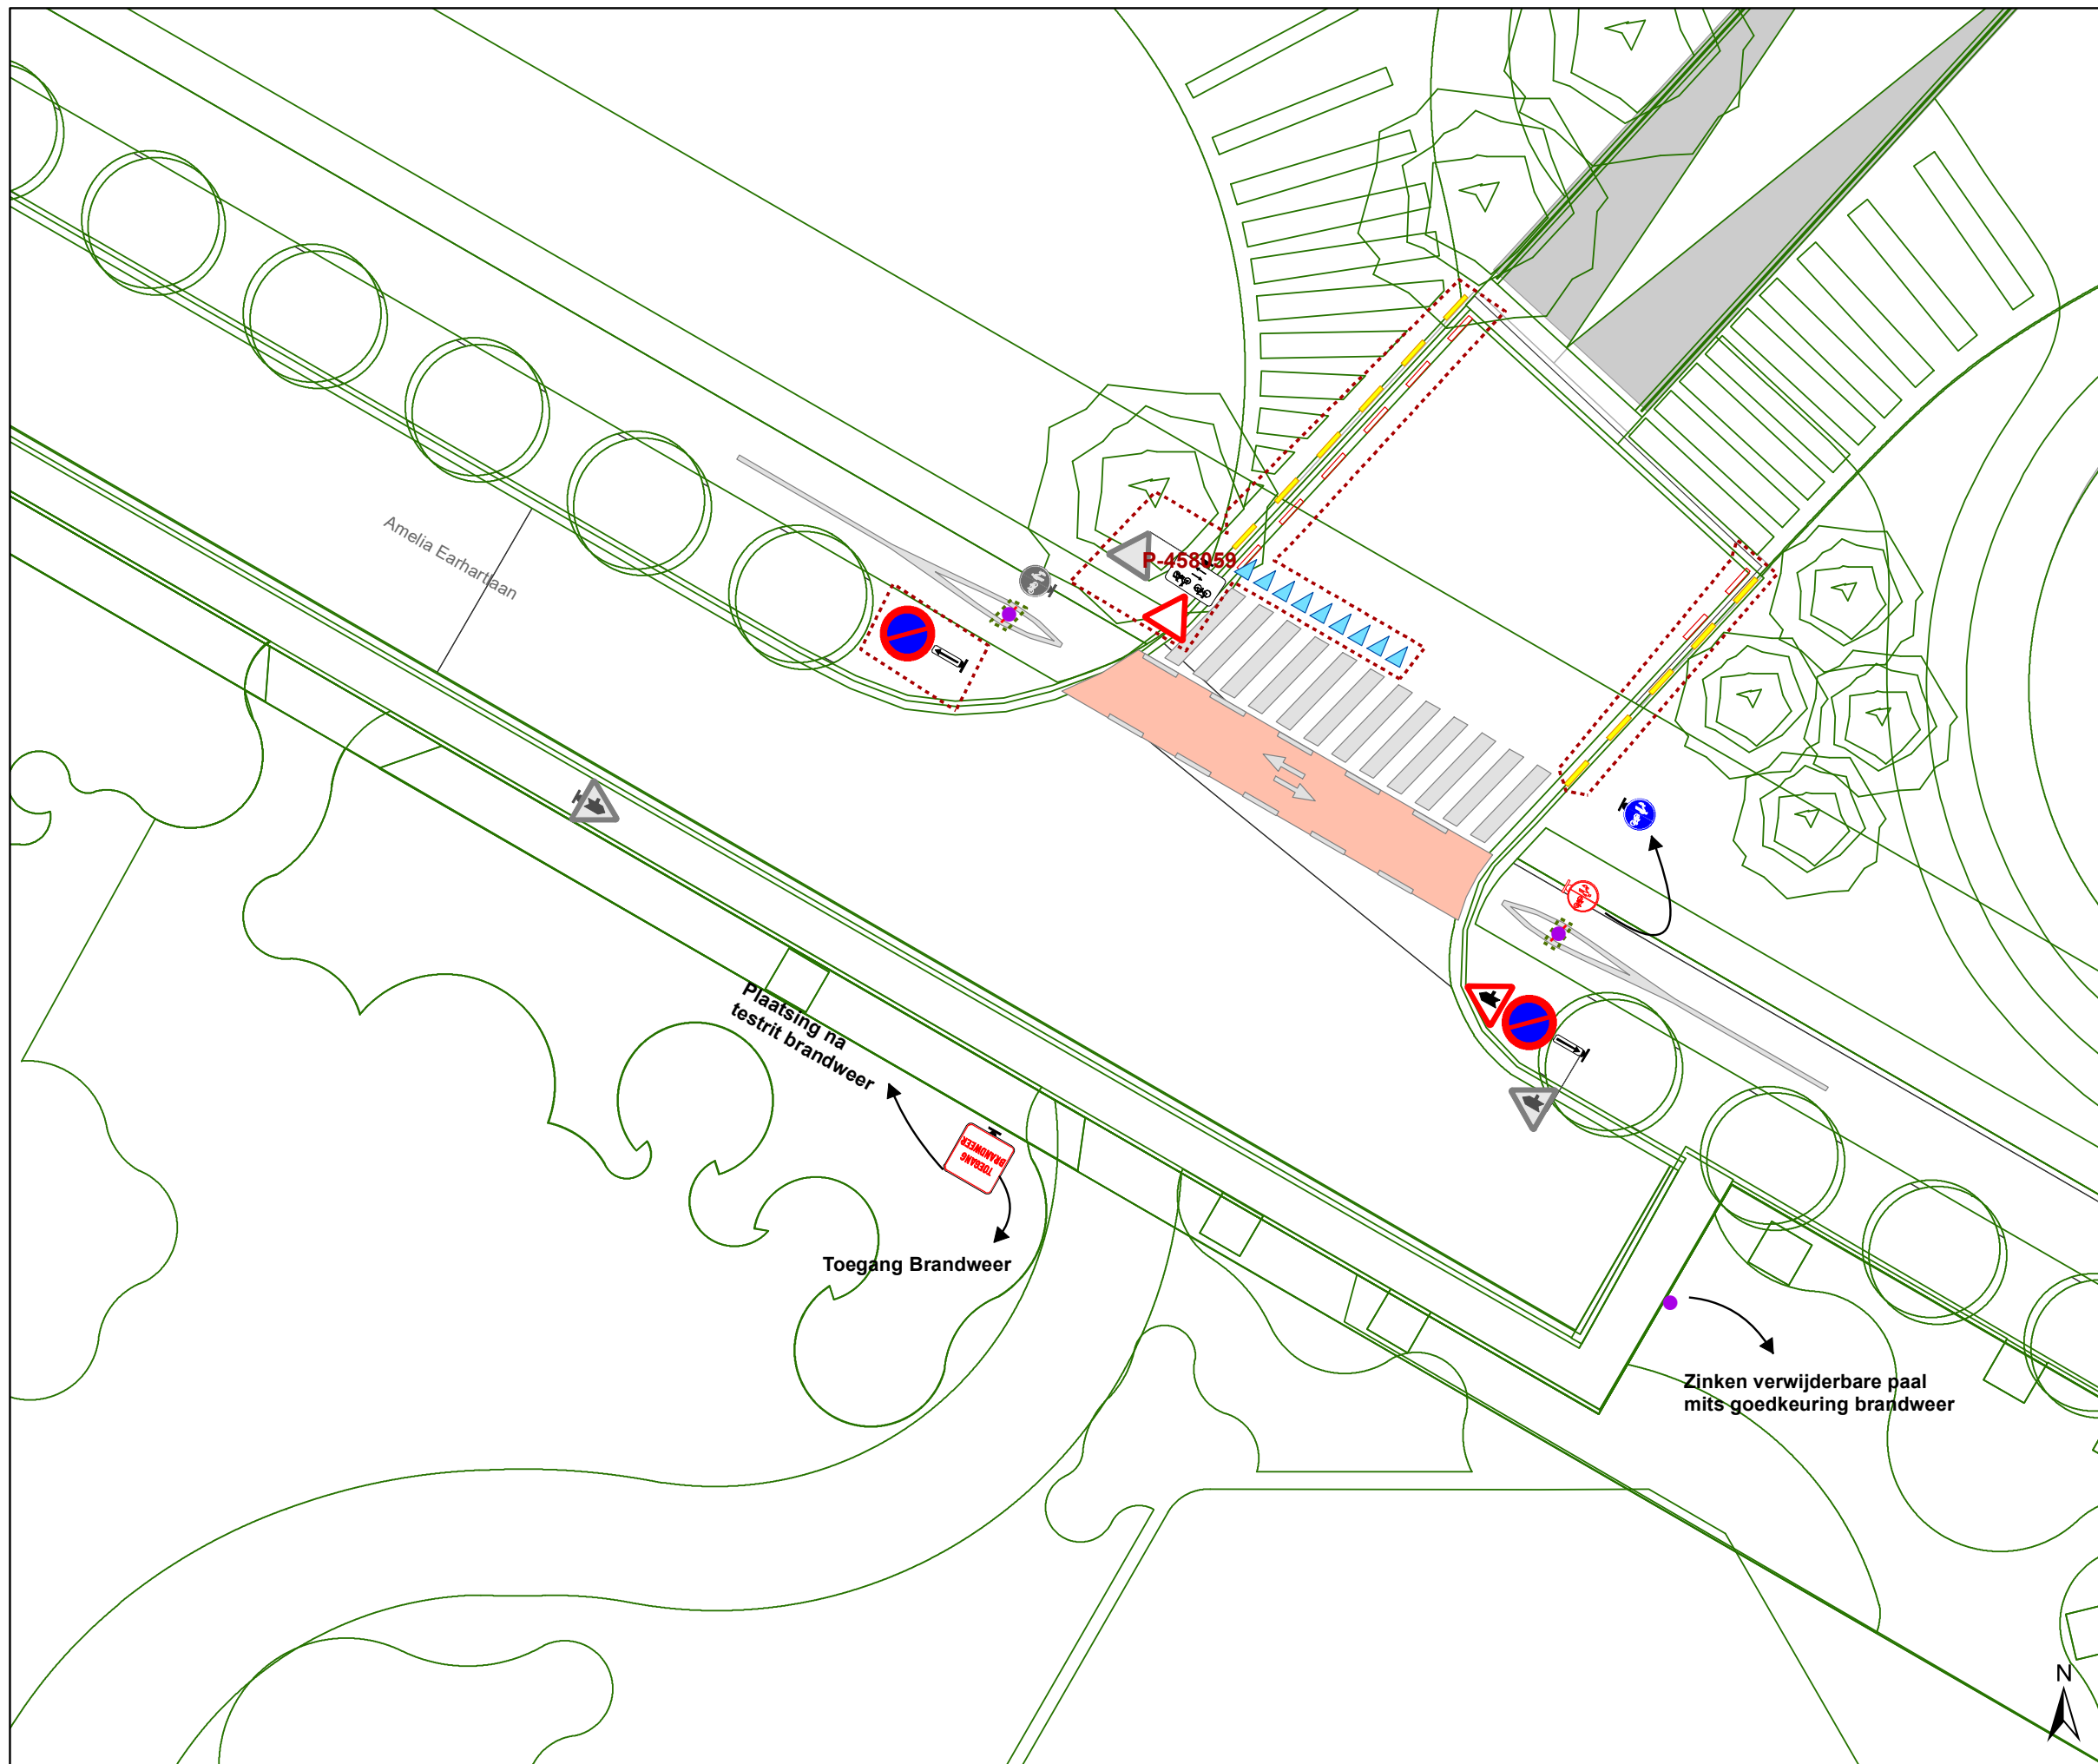 P-458059
Amelia Earhartlaan
Plaatsing na
testrit brandweer
TOEGANG
BRANDWEER
Toegang Brandweer
Zinken verwijderbare paal
mits goedkeuring brandweer
N